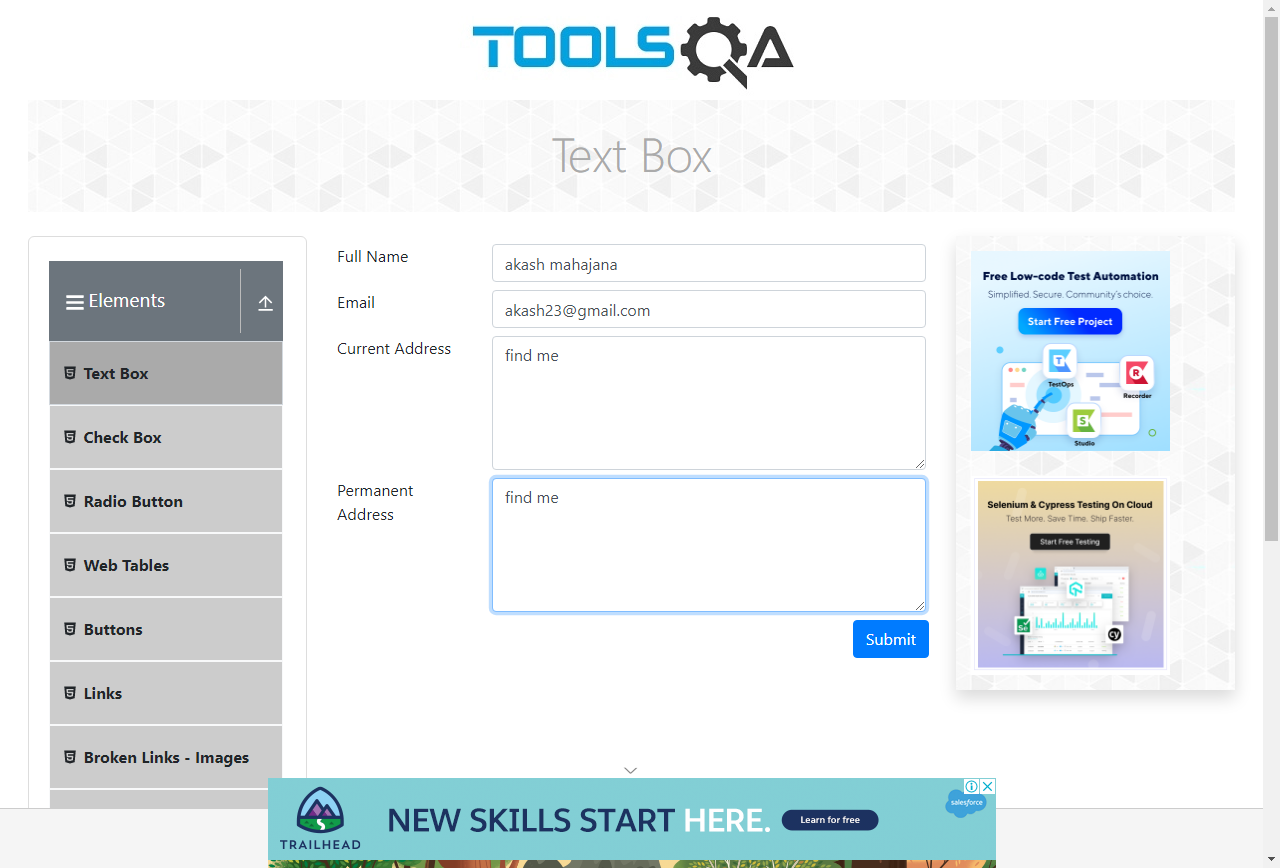 TOOLSQA
Text Box
Elements
Text Box
Check Box
Radio Button
Web Tables
Buttons
Links
Broken Links - Images
Full Name
akash mahajana
Email
akash23@gmail.com
Current Address
find me
Permanent
Address
find me
Submit
Free Low-code Test Automation
Simplified. Secure. Community's choice.
Start Free Project
TestOps
Recorder
Studio
Selenium & Cypress Testing On Cloud
Test More. Save Time. Ship Faster.
Start Free Testing
Se
cy
TRAILHEAD
NEW SKILLS START HERE.
Learn for free
salesforce